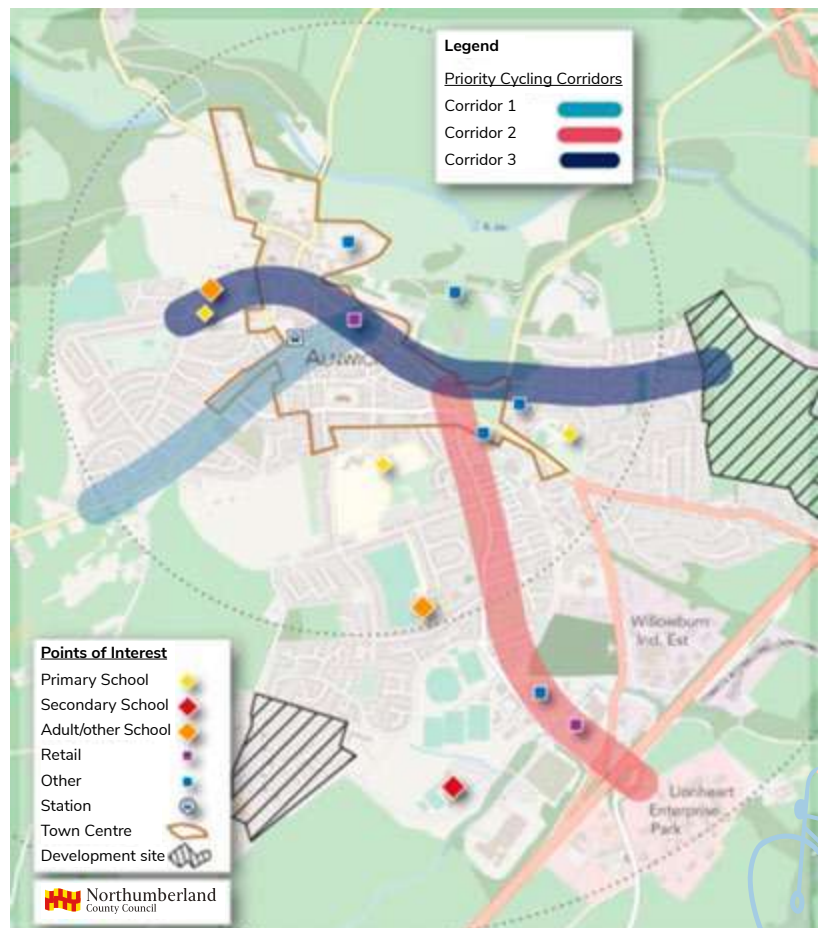 Legend
Priority Cycling Corridors
Corridor 1
Corridor 2
Corridor 3
ALNWICK
Willowburn
Ind. Est
Lionheart
Enterprise
Park
Points of Interest
Primary School
Secondary School
Adult/other School
Retail
Other
Station
Town Centre
Development site
Northumberland
County Council